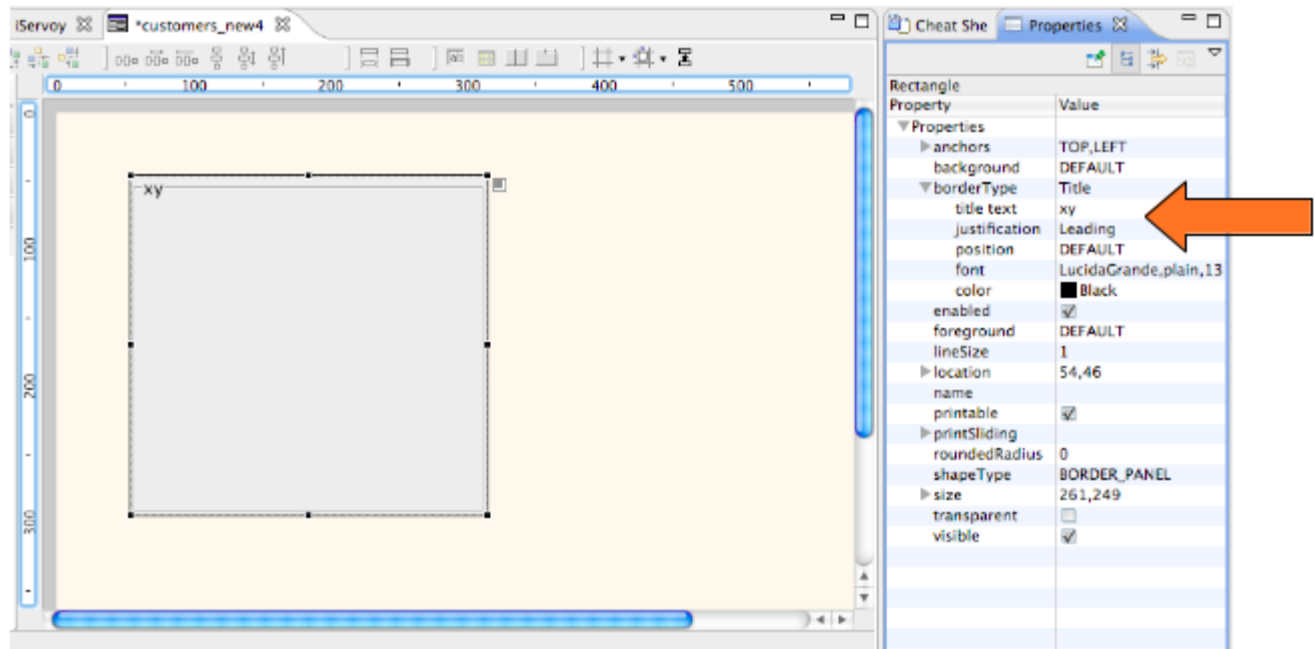 iServoy
*customers_new4
Cheat She
Properties
0 100 200 300 400 500
0
100
200
300
xy
Rectangle
Property Value
Properties
anchors TOP,LEFT
background DEFAULT
borderType Title
title text xy
justification Leading
position DEFAULT
font LucidaGrande,plain,13
color Black
enabled
foreground DEFAULT
lineSize 1
location 54,46
name
printable
printSliding
roundedRadius 0
shapeType BORDER_PANEL
size 261,249
transparent
visible